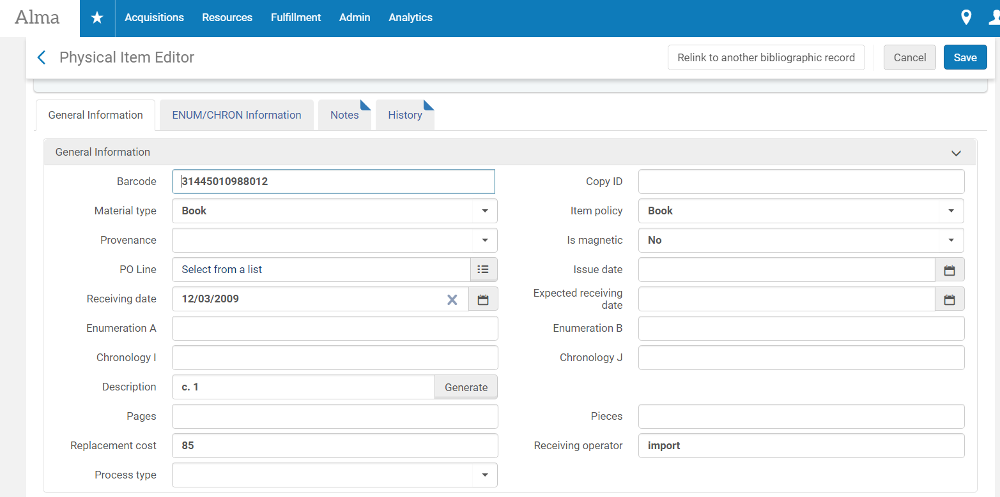 Alma
Acquisitions Resources Fulfillment Admin Analytics
Physical Item Editor Relink to another bibliographic record Cancel Save
General Information ENUM/CHRON Information Notes History
General Information
Barcode 31445010988012 Copy ID
Material type Book Item policy Book
Provenance Is magnetic No
PO Line Select from a list Issue date
Receiving date 12/03/2009 Expected receiving
date
Enumeration A Enumeration B
Chronology I Chronology J
Description c. 1 Generate
Pages Pieces
Replacement cost 85 Receiving operator import
Process type